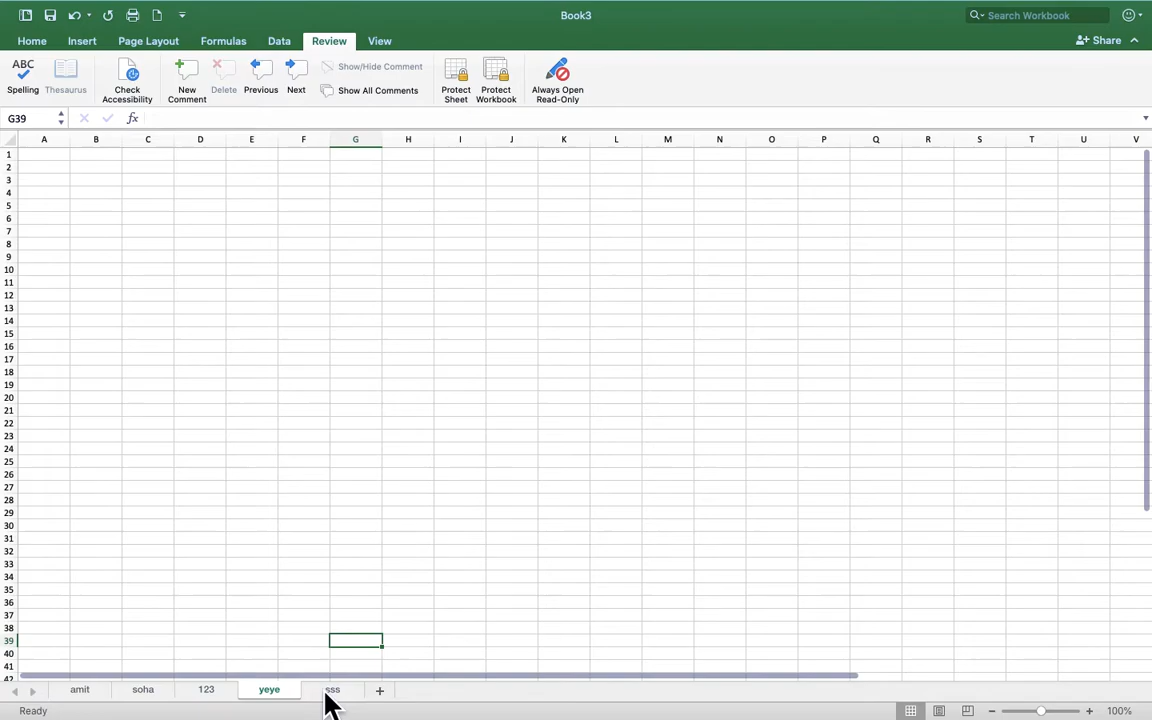 Book3
Search Workbook
Home Insert Page Layout Formulas Data Review View
Share
ABC
Spelling
Thesaurus
Check Accessibility
New Comment
Delete
Previous
Next
Show/Hide Comment
Show All Comments
Protect Sheet
Protect Workbook
Always Open Read-Only
G39
fx
A B C D E F G H I J K L M N O P Q R S T U V
1
2
3
4
5
6
7
8
9
10
11
12
13
14
15
16
17
18
19
20
21
22
23
24
25
26
27
28
29
30
31
32
33
34
35
36
37
38
39
40
41
42
amit soha 123 yeye sss
Ready
100%